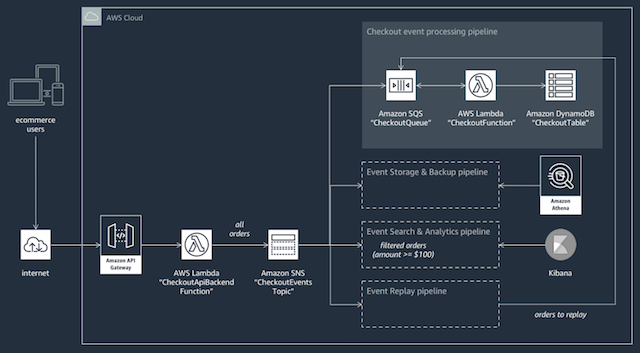 AWS Cloud
Checkout event processing pipeline
Amazon SQS
"CheckoutQueue"
AWS Lambda
"CheckoutFunction"
Amazon DynamoDB
"CheckoutTable"
ecommerce
users
Event Storage & Backup pipeline
Amazon
Athena
internet
Amazon API
Gateway
AWS Lambda
"CheckoutApiBackend
Function"
all
orders
Amazon SNS
"CheckoutEvents
Topic"
Event Search & Analytics pipeline
filtered orders
(amount >= $100)
Kibana
Event Replay pipeline
orders to replay